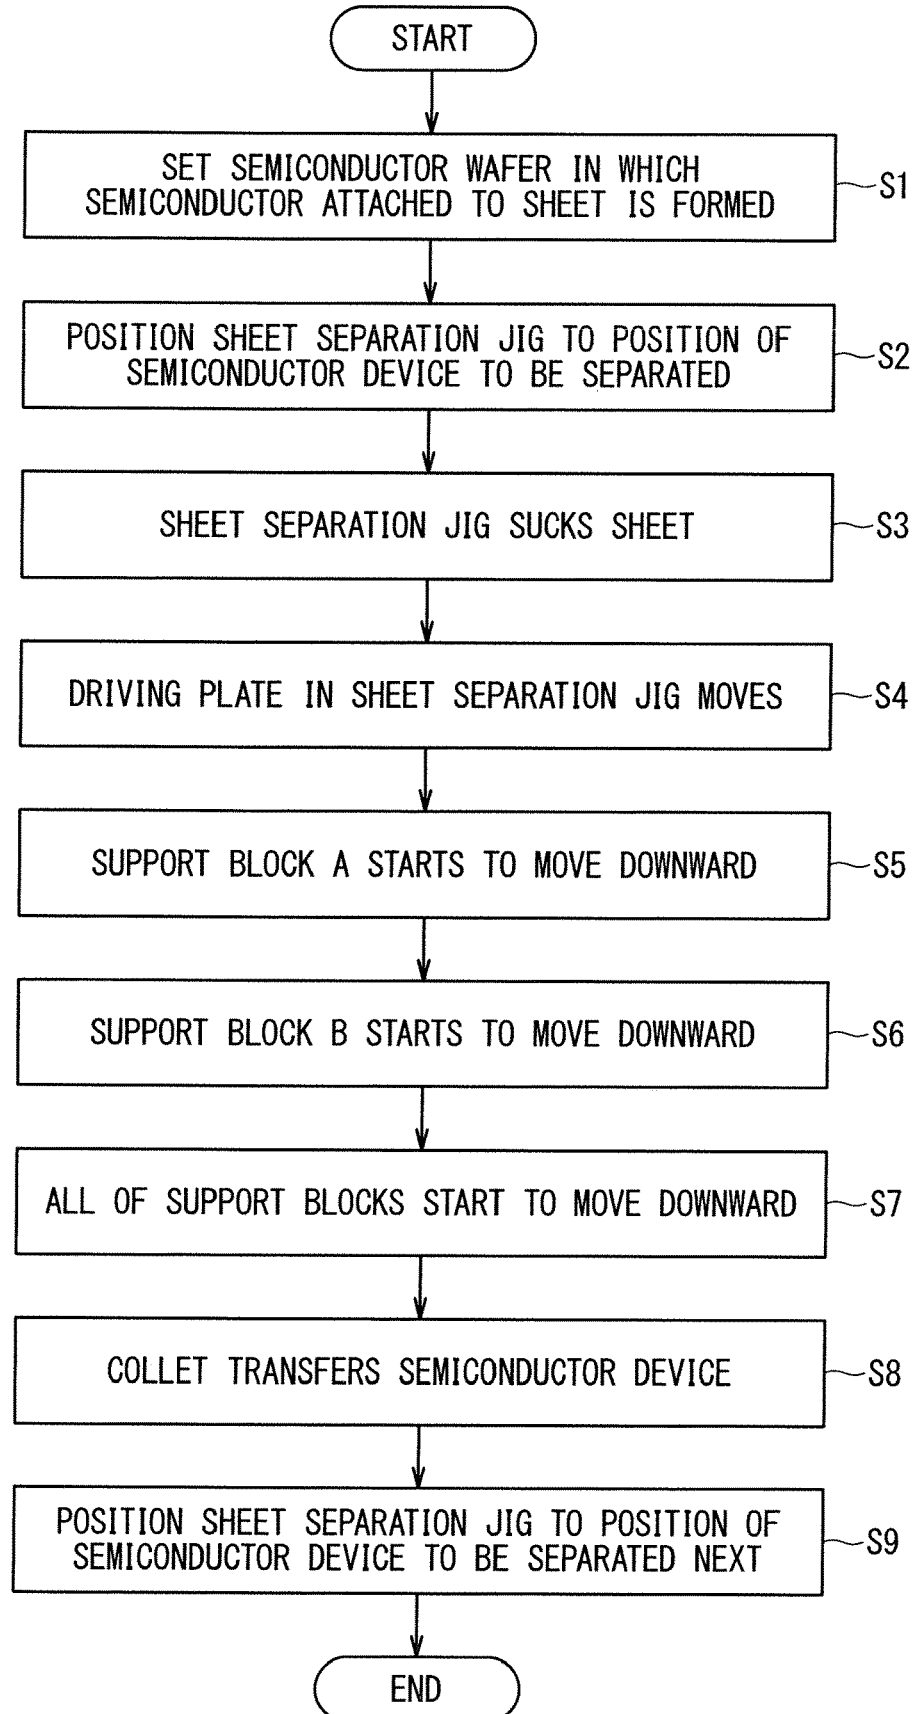 START
SET SEMICONDUCTOR WAFER IN WHICH
SEMICONDUCTOR ATTACHED TO SHEET IS FORMED
S1
POSITION SHEET SEPARATION JIG TO POSITION OF
SEMICONDUCTOR DEVICE TO BE SEPARATED
S2
SHEET SEPARATION JIG SUCKS SHEET
S3
DRIVING PLATE IN SHEET SEPARATION JIG MOVES
S4
SUPPORT BLOCK A STARTS TO MOVE DOWNWARD
S5
SUPPORT BLOCK B STARTS TO MOVE DOWNWARD
S6
ALL OF SUPPORT BLOCKS START TO MOVE DOWNWARD
S7
COLLET TRANSFERS SEMICONDUCTOR DEVICE
S8
POSITION SHEET SEPARATION JIG TO POSITION OF
SEMICONDUCTOR DEVICE TO BE SEPARATED NEXT
S9
END